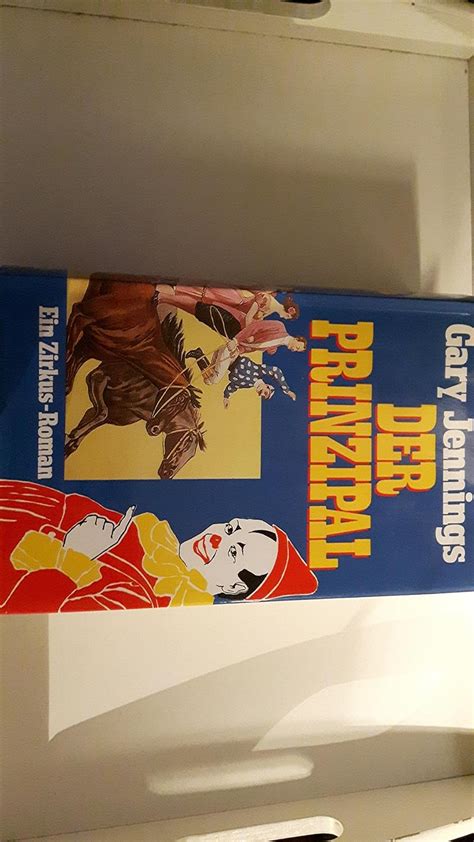 Gary Jennings
DER
PRINZIPAL
Ein Zirkus-Roman